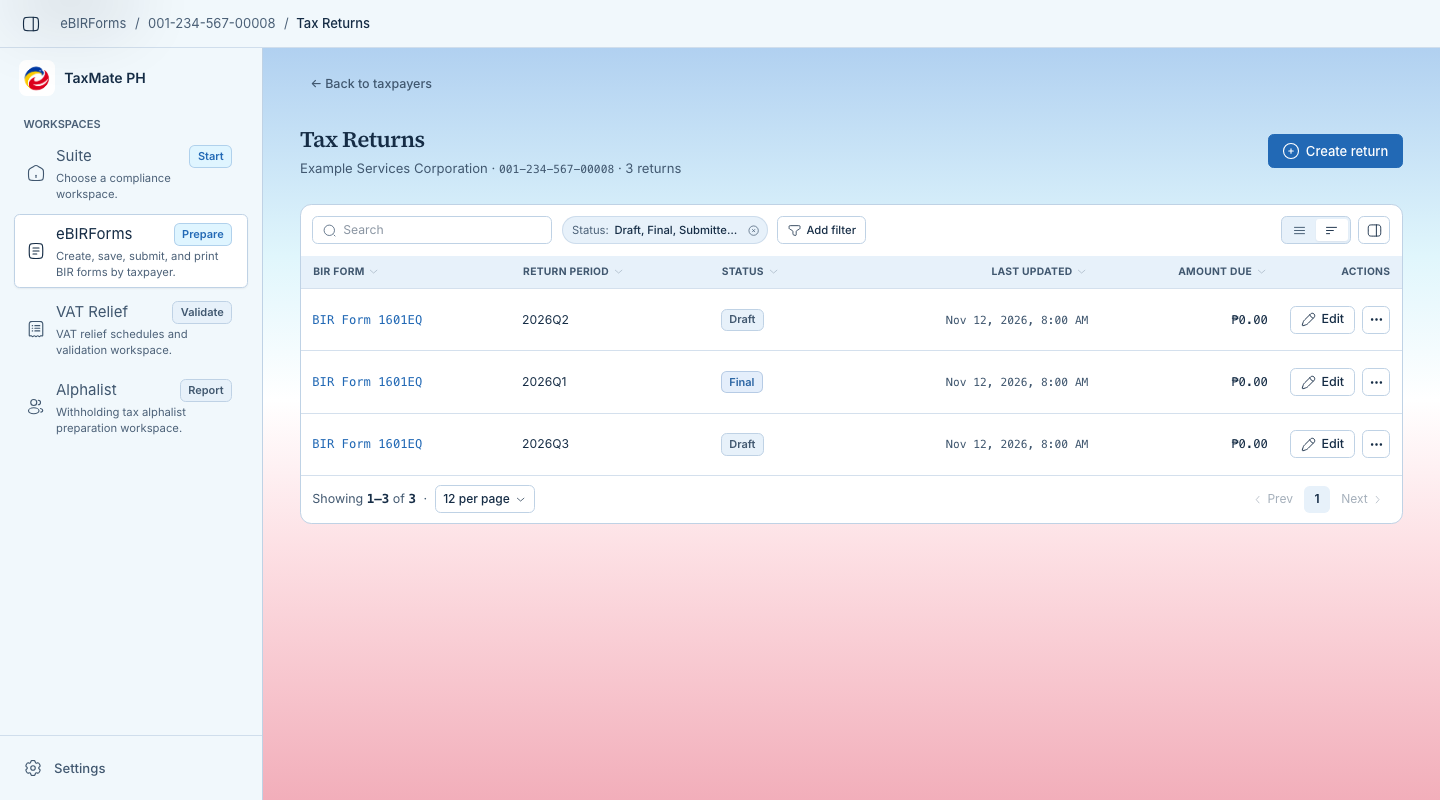 eBIRForms / 001-234-567-00008 / Tax Returns
TaxMate PH
WORKSPACES
Suite
Start
Choose a compliance
workspace.
eBIRForms
Prepare
Create, save, submit, and print
BIR forms by taxpayer.
VAT Relief
Validate
VAT relief schedules and
validation workspace.
Alphalist
Report
Withholding tax alphalist
preparation workspace.
Settings
← Back to taxpayers
Tax Returns
Example Services Corporation · 001–234–567–00008 · 3 returns
Create return
Search
Status: Draft, Final, Submitte...
Add filter
BIR FORM RETURN PERIOD STATUS LAST UPDATED AMOUNT DUE ACTIONS
BIR Form 1601EQ 2026Q2 Draft Nov 12, 2026, 8:00 AM ₱0.00 Edit
BIR Form 1601EQ 2026Q1 Final Nov 12, 2026, 8:00 AM ₱0.00 Edit
BIR Form 1601EQ 2026Q3 Draft Nov 12, 2026, 8:00 AM ₱0.00 Edit
Showing 1–3 of 3 · 12 per page
Prev 1 Next